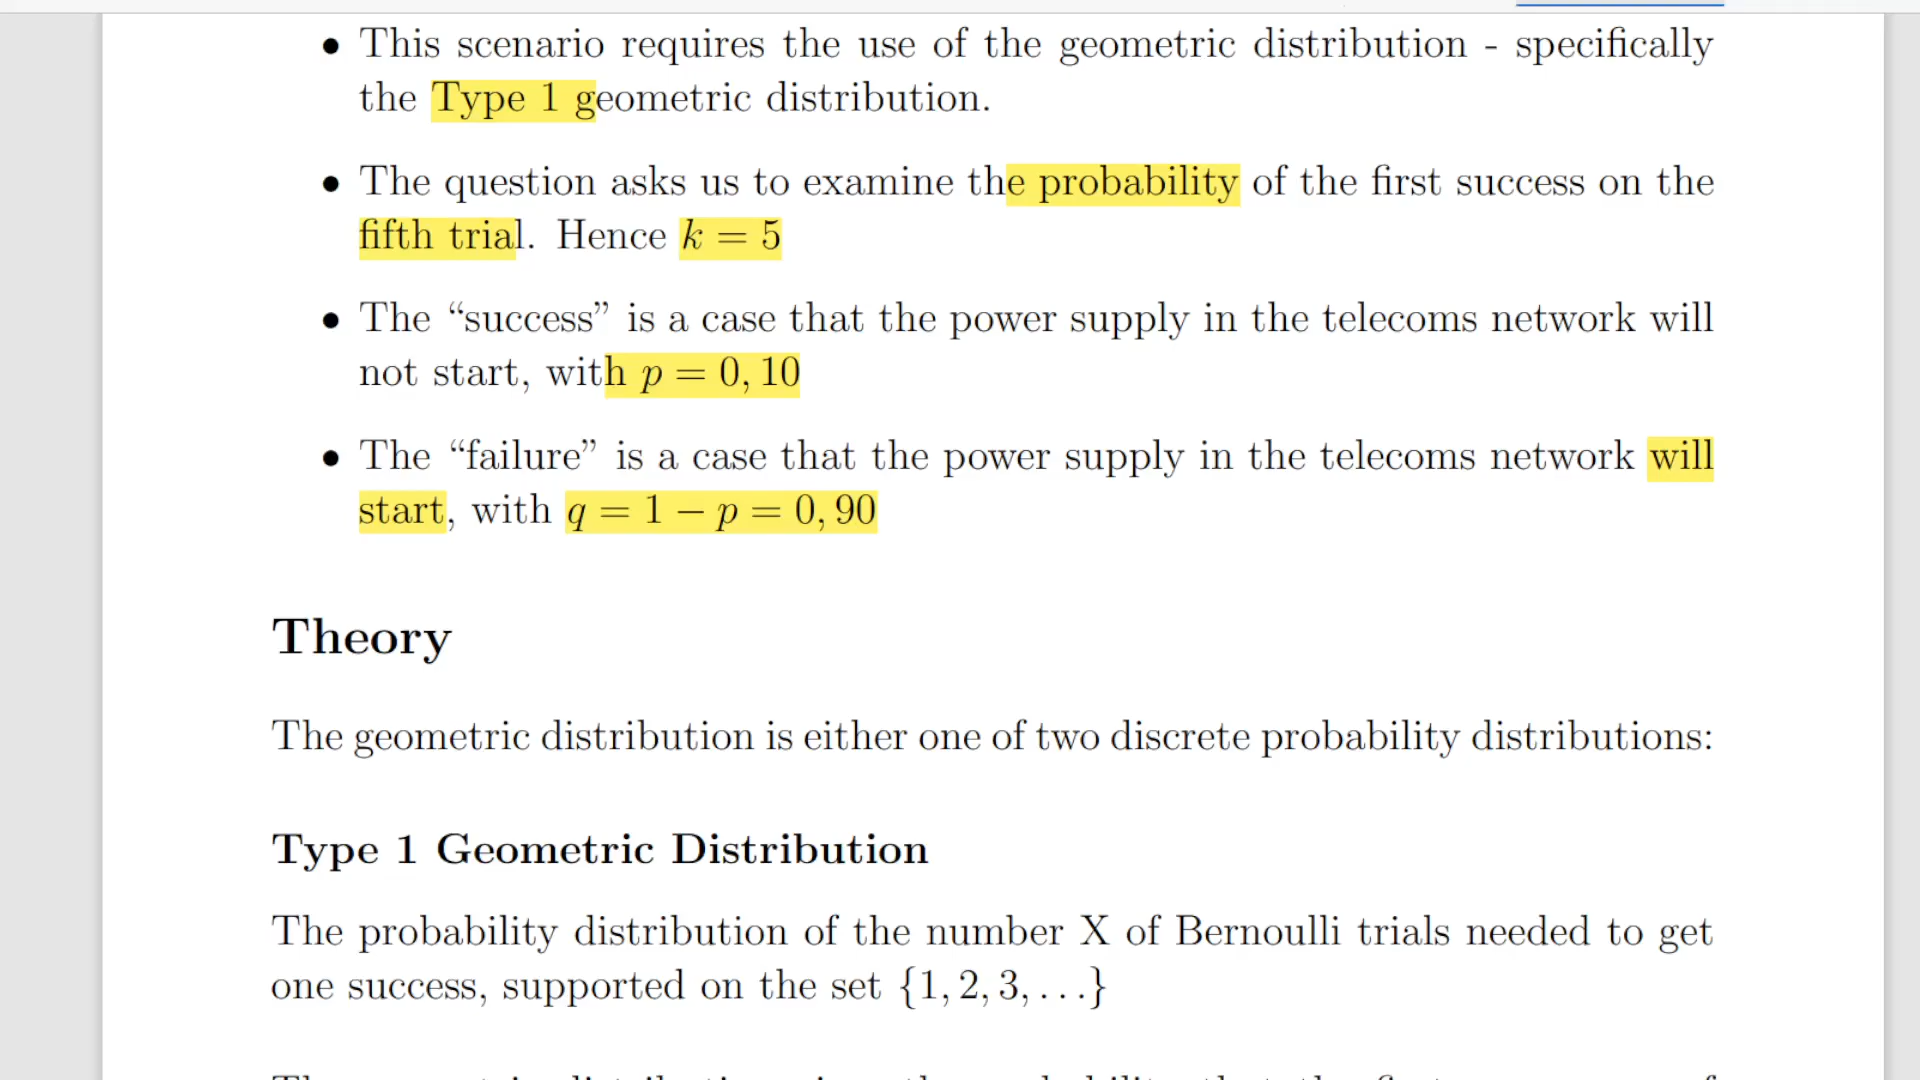 • This scenario requires the use of the geometric distribution - specifically
the Type 1 geometric distribution.
• The question asks us to examine the probability of the first success on the
fifth trial. Hence k = 5
• The “success” is a case that the power supply in the telecoms network will
not start, with p = 0, 10
• The “failure” is a case that the power supply in the telecoms network will
start, with q = 1 − p = 0, 90
Theory
The geometric distribution is either one of two discrete probability distributions:
Type 1 Geometric Distribution
The probability distribution of the number X of Bernoulli trials needed to get
one success, supported on the set {1, 2, 3, . . .}